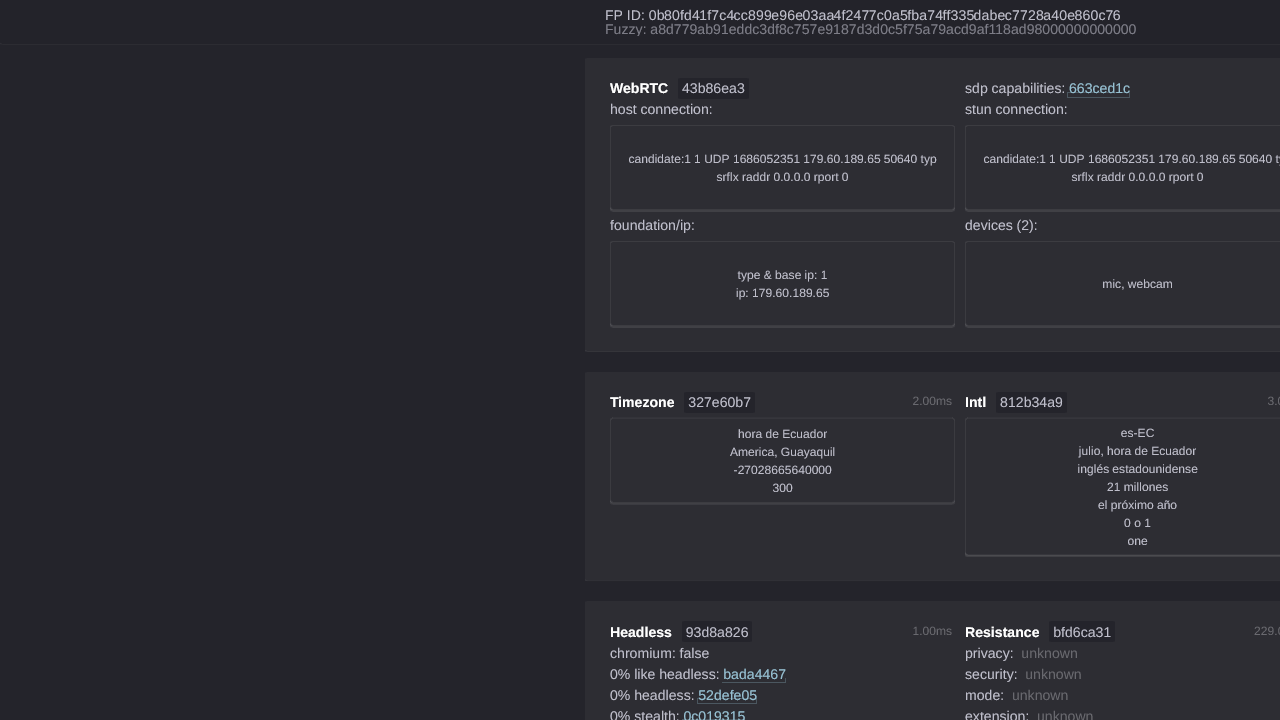 FP ID: 0b80fd41f7c4cc899e96e03aa4f2477c0a5fba74ff335dabec7728a40e860c76
Fuzzy: a8d779ab91eddc3df8c757e9187d3d0c5f75a79acd9af118ad98000000000000
WebRTC 43b86ea3
host connection:
candidate:1 1 UDP 1686052351 179.60.189.65 50640 typ
srflx raddr 0.0.0.0 rport 0
foundation/ip:
type & base ip: 1
ip: 179.60.189.65
sdp capabilities: 663ced1c
stun connection:
candidate:1 1 UDP 1686052351 179.60.189.65 50640
srflx raddr 0.0.0.0 rport 0
devices (2):
mic, webcam
Timezone 327e60b7 2.00ms
hora de Ecuador
America, Guayaquil
-27028665640000
300
Intl 812b34a9 3.0
es-EC
julio, hora de Ecuador
inglés estadounidense
21 millones
el próximo año
0 o 1
one
Headless 93d8a826 1.00ms
chromium: false
0% like headless: bada4467
0% headless: 52defe05
0% stealth: 0c019315
Resistance bfd6ca31 229.0
privacy: unknown
security: unknown
mode: unknown
extension: unknown